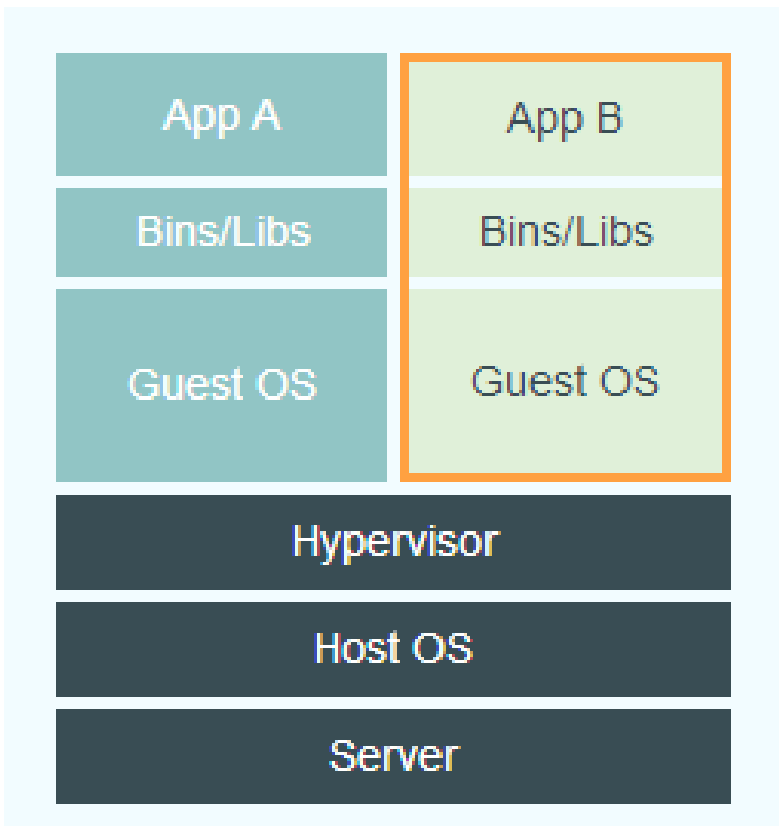 App A
App B
Bins/Libs
Bins/Libs
Guest OS
Guest OS
Hypervisor
Host OS
Server